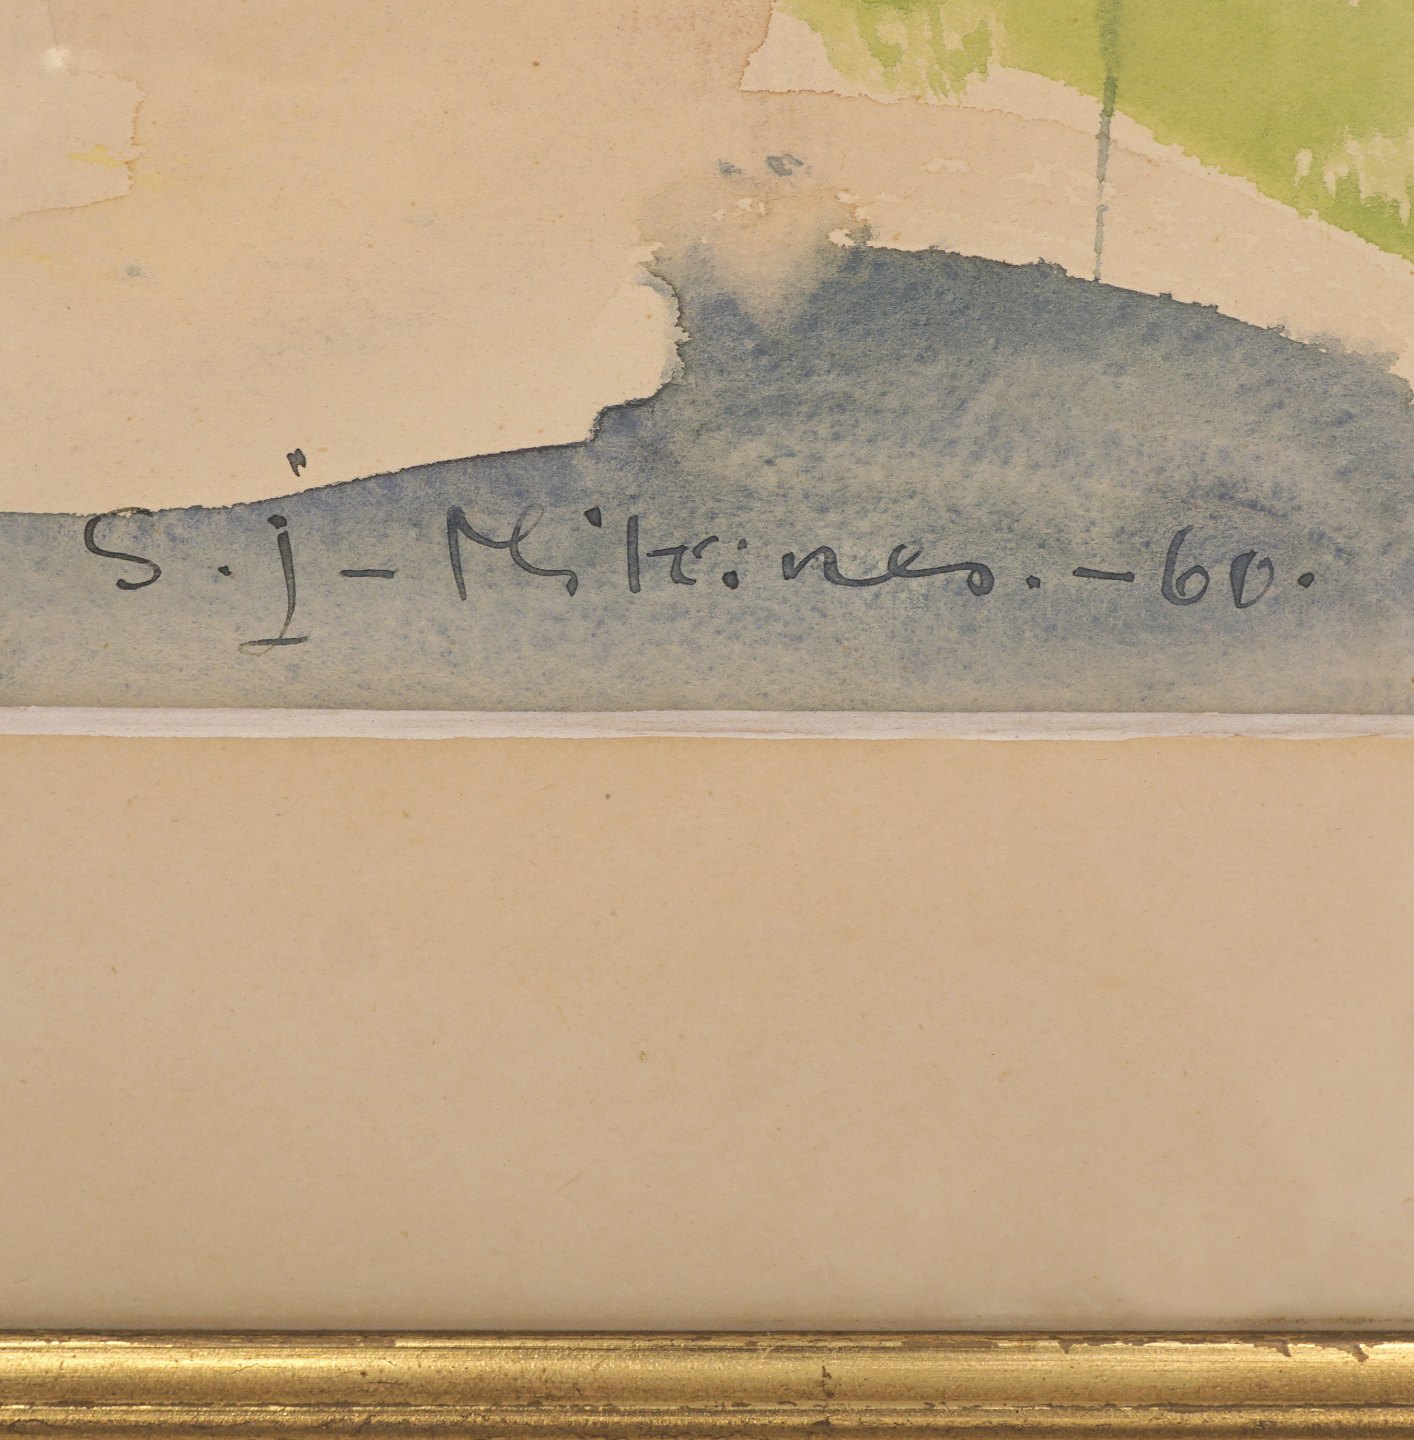 S.j – Mikines. – 60.